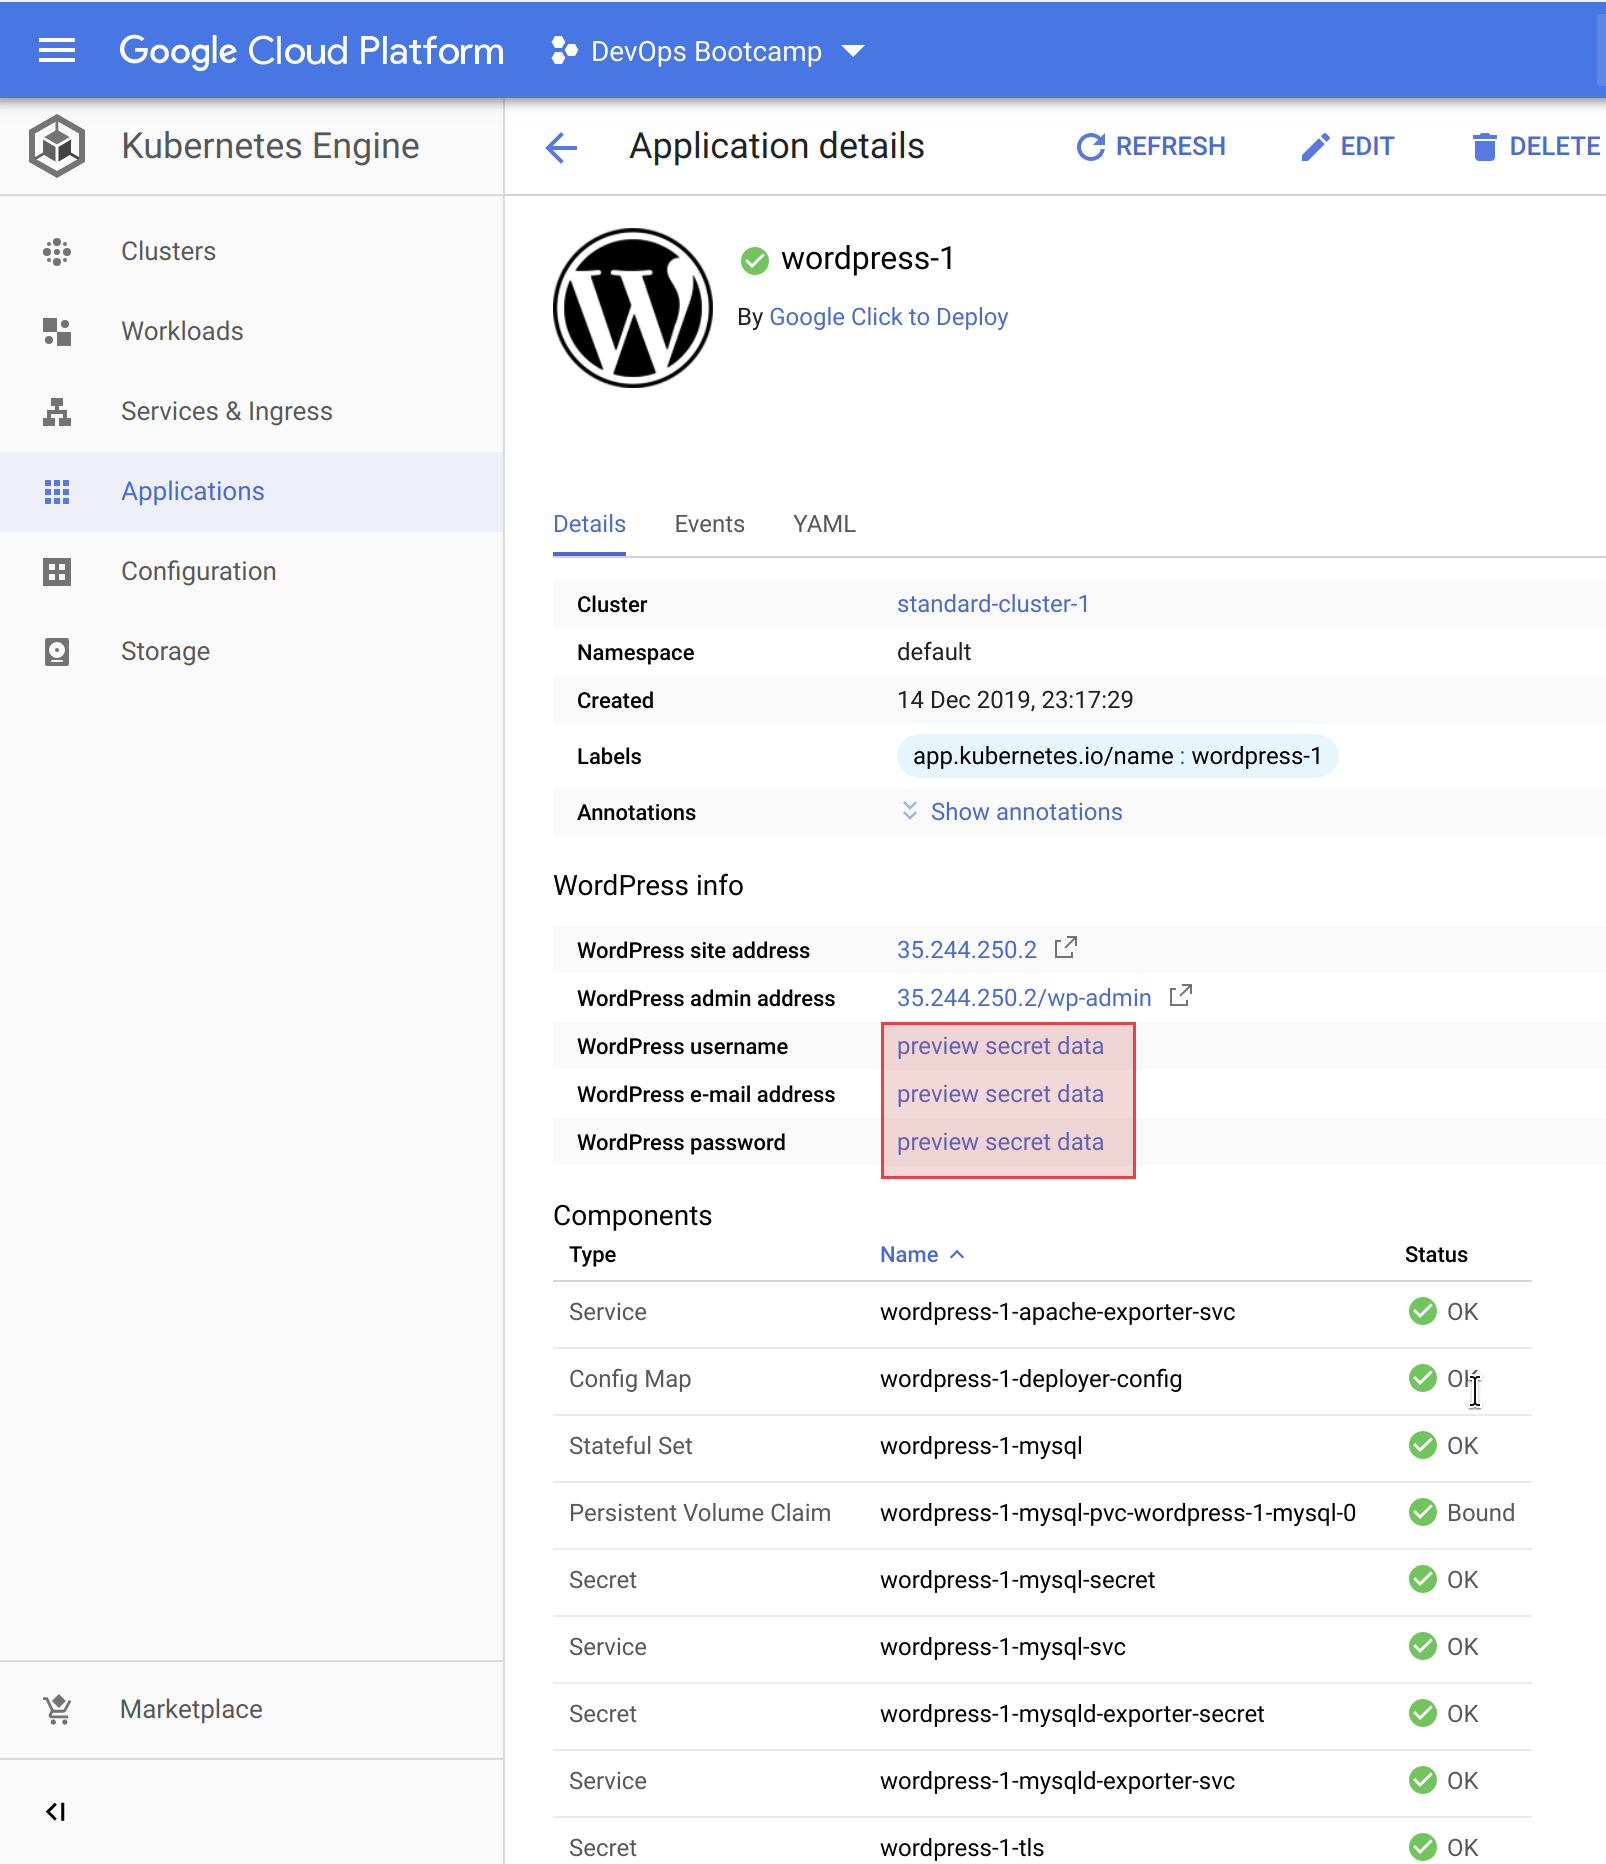 Google Cloud Platform
DevOps Bootcamp
Kubernetes Engine
Application details
REFRESH
EDIT
DELETE
Clusters
Workloads
Services & Ingress
Applications
Configuration
Storage
Marketplace
wordpress-1
By Google Click to Deploy
Details Events YAML
Cluster standard-cluster-1
Namespace default
Created 14 Dec 2019, 23:17:29
Labels app.kubernetes.io/name : wordpress-1
Annotations Show annotations
WordPress info
WordPress site address 35.244.250.2
WordPress admin address 35.244.250.2/wp-admin
WordPress username preview secret data
WordPress e-mail address preview secret data
WordPress password preview secret data
Components
Type Name Status
Service wordpress-1-apache-exporter-svc OK
Config Map wordpress-1-deployer-config OK
Stateful Set wordpress-1-mysql OK
Persistent Volume Claim wordpress-1-mysql-pvc-wordpress-1-mysql-0 Bound
Secret wordpress-1-mysql-secret OK
Service wordpress-1-mysql-svc OK
Secret wordpress-1-mysqld-exporter-secret OK
Service wordpress-1-mysqld-exporter-svc OK
Secret wordpress-1-tls OK